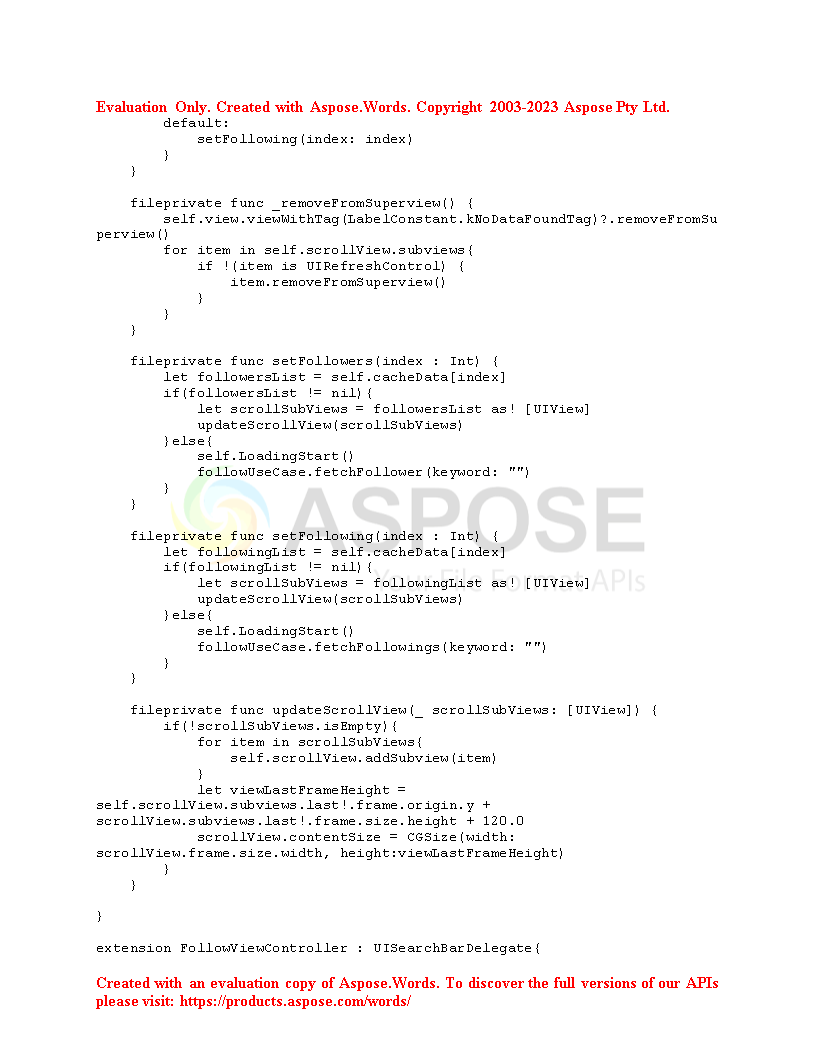 Evaluation Only. Created with Aspose.Words. Copyright 2003-2023 Aspose Pty Ltd.
        default:
            setFollowing(index: index)
        }
    }

    fileprivate func _removeFromSuperview() {
        self.view.viewWithTag(LabelConstant.kNoDataFoundTag)?.removeFromSu
perview()
        for item in self.scrollView.subviews{
            if !(item is UIRefreshControl) {
                item.removeFromSuperview()
            }
        }
    }

    fileprivate func setFollowers(index : Int) {
        let followersList = self.cacheData[index]
        if(followersList != nil){
            let scrollSubViews = followersList as! [UIView]
            updateScrollView(scrollSubViews)
        }else{
            self.LoadingStart()
            followUseCase.fetchFollower(keyword: "")
        }
    }
ASPOSE

    fileprivate func setFollowing(index : Int) {
        let followingList = self.cacheData[index]
        if(followingList != nil){
            let scrollSubViews = followingList as! [UIView]
Your File Format APIs
            updateScrollView(scrollSubViews)
        }else{
            self.LoadingStart()
            followUseCase.fetchFollowings(keyword: "")
        }
    }

    fileprivate func updateScrollView(_ scrollSubViews: [UIView]) {
        if(!scrollSubViews.isEmpty){
            for item in scrollSubViews{
                self.scrollView.addSubview(item)
            }
            let viewLastFrameHeight =
self.scrollView.subviews.last!.frame.origin.y +
scrollView.subviews.last!.frame.size.height + 120.0
            scrollView.contentSize = CGSize(width:
scrollView.frame.size.width, height:viewLastFrameHeight)
        }
    }

}

extension FollowViewController : UISearchBarDelegate{

Created with an evaluation copy of Aspose.Words. To discover the full versions of our APIs
please visit: https://products.aspose.com/words/